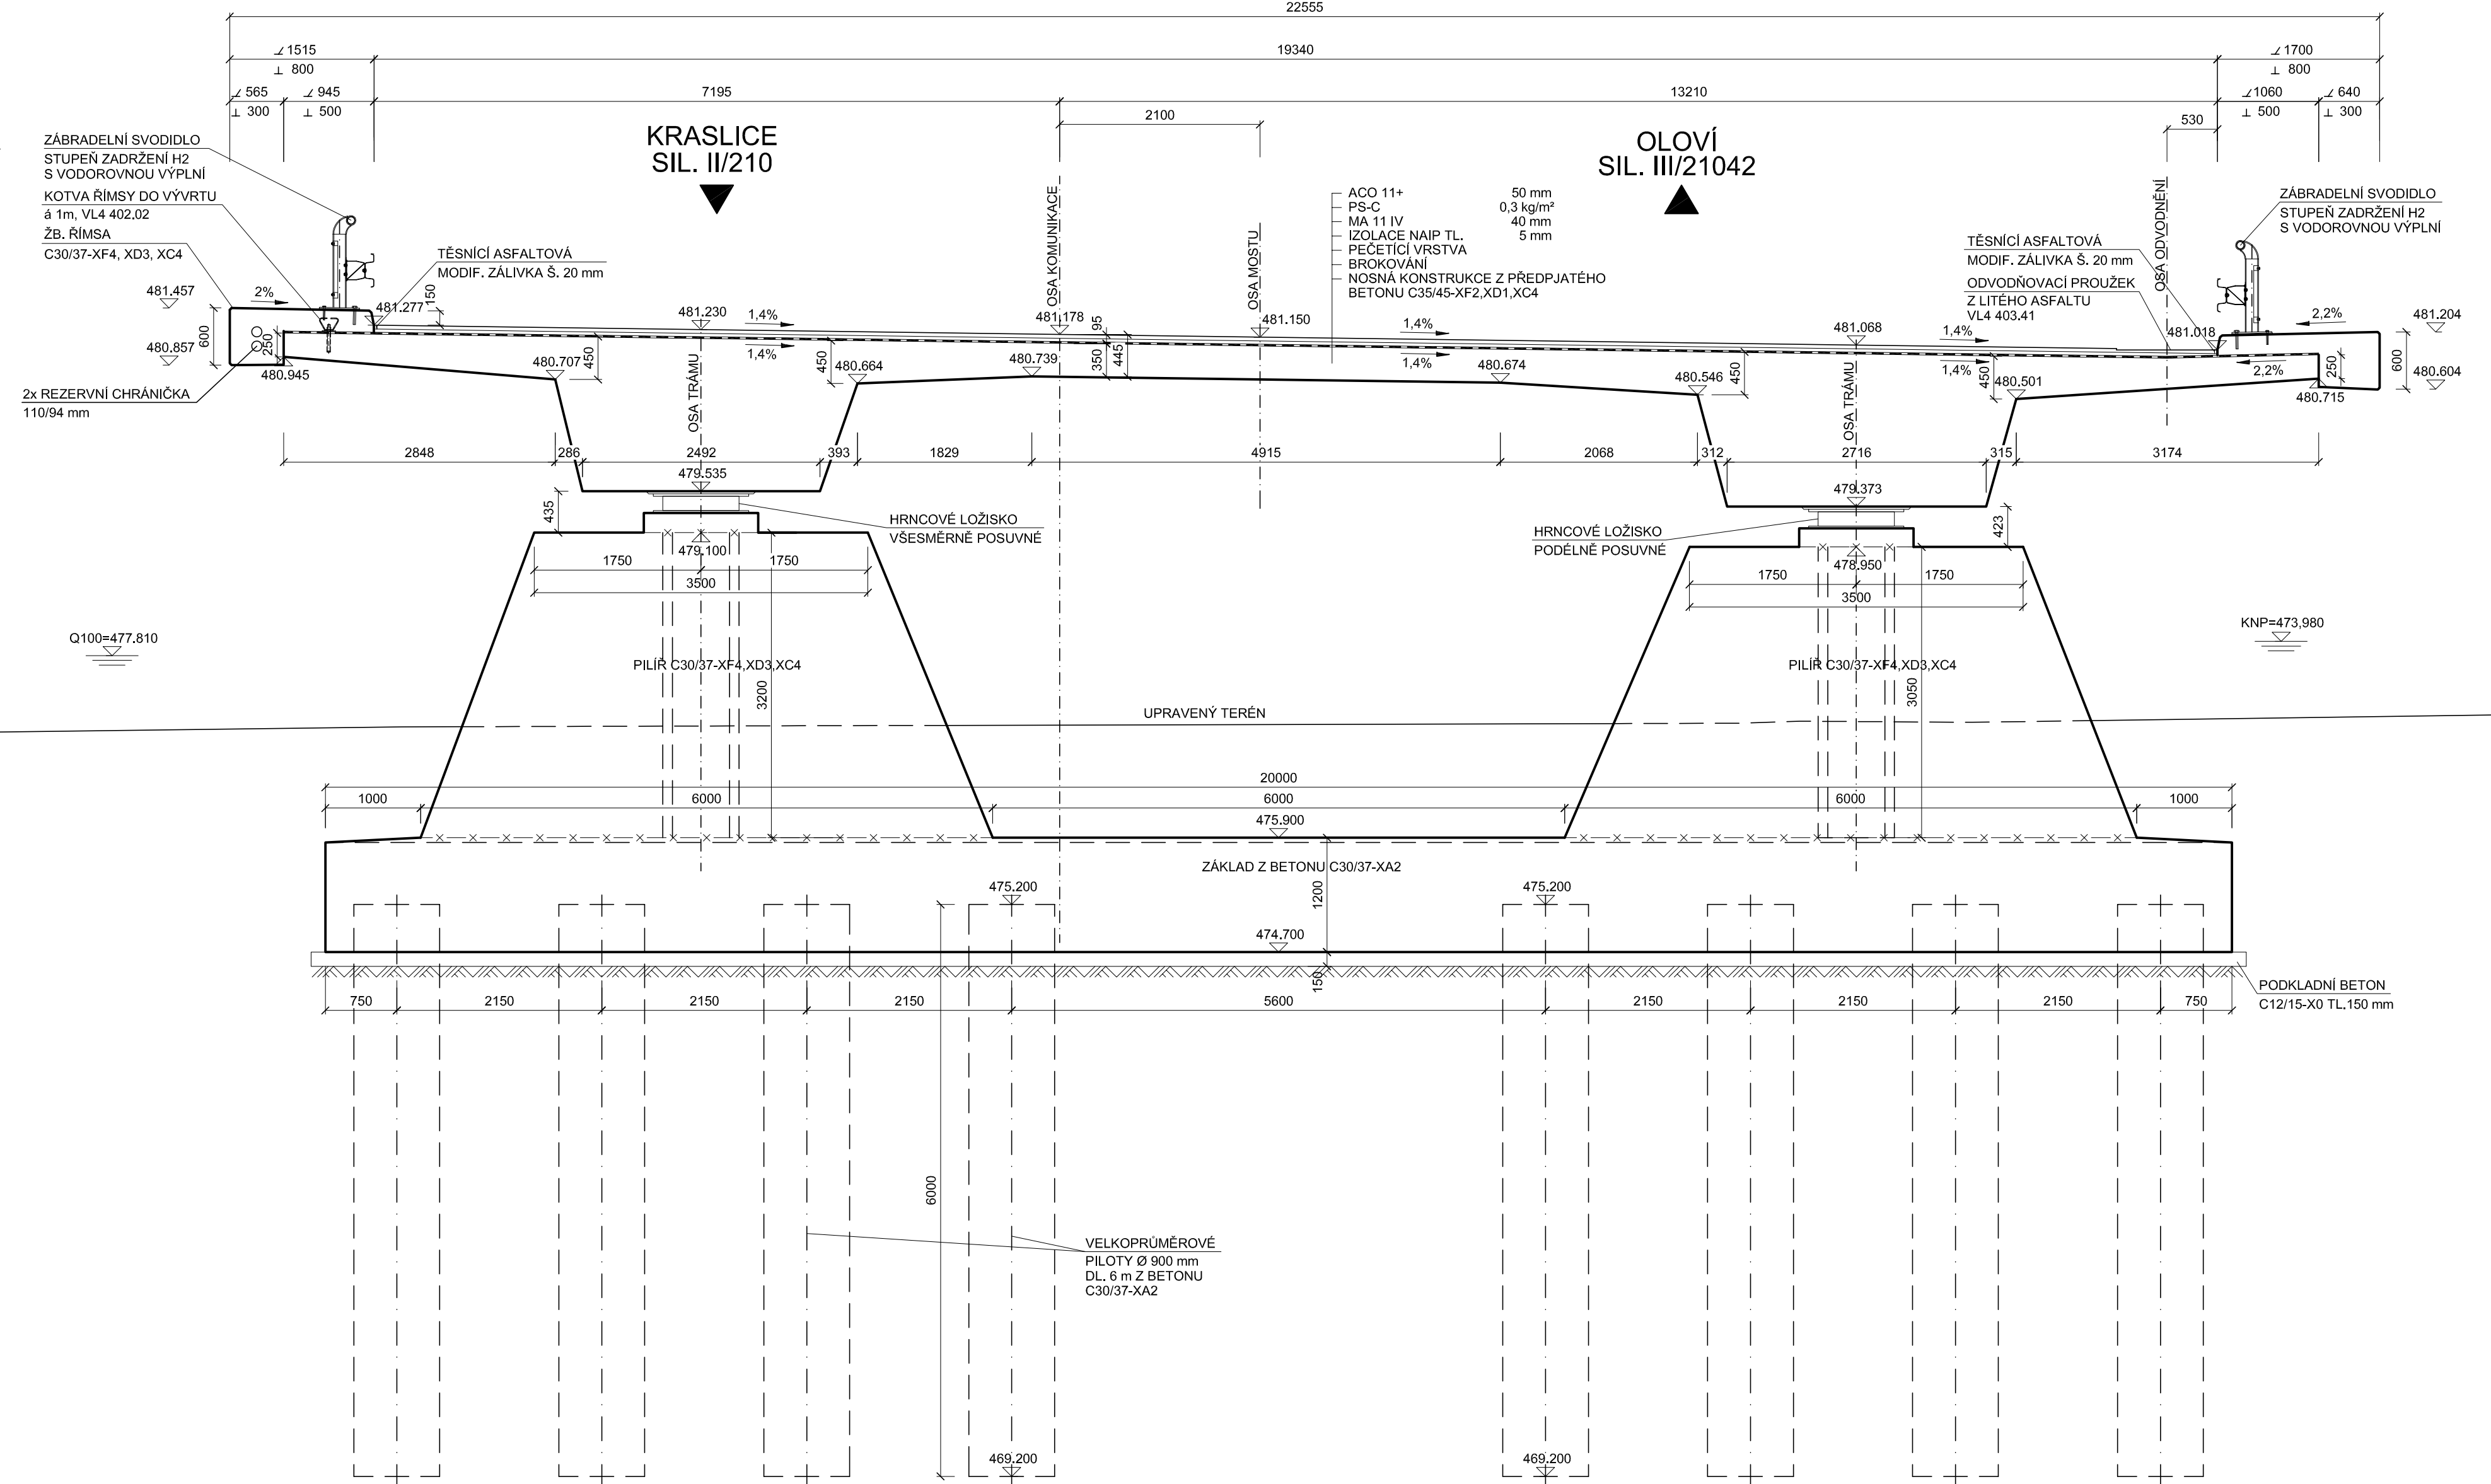 22555
⦟1515
⊥ 800
19340
⦟1700
⊥ 800
⦟ 565
⊥ 300
⦟ 945
⊥ 500
7195
13210
⦟1060
⊥ 500
⦟ 640
⊥ 300
2100
530
KRASLICE
SIL. II/210
OLOVÍ
SIL. III/21042
ZÁBRADELNÍ SVODIDLO
STUPEŇ ZADRŽENÍ H2
S VODOROVNOU VÝPLNÍ
KOTVA ŘÍMSY DO VÝVRTU
á 1m, VL4 402.02
ŽB. ŘÍMSA
C30/37-XF4, XD3, XC4
TĚSNÍCÍ ASFALTOVÁ
MODIF. ZÁLIVKA Š. 20 mm
OSA KOMUNIKACE
OSA MOSTU
ACO 11+ 50 mm
PS-C 0,3 kg/m²
MA 11 IV 40 mm
IZOLACE NAIP TL. 5 mm
PEČETÍCÍ VRSTVA
BROKOVÁNÍ
NOSNÁ KONSTRUKCE Z PŘEDPJATÉHO
BETONU C35/45-XF2,XD1,XC4
TĚSNÍCÍ ASFALTOVÁ
MODIF. ZÁLIVKA Š. 20 mm
ODVODŇOVACÍ PROUŽEK
Z LITÉHO ASFALTU
VL4 403.41
OSA ODVODNĚNÍ
ZÁBRADELNÍ SVODIDLO
STUPEŇ ZADRŽENÍ H2
S VODOROVNOU VÝPLNÍ
481.457
2%
481.277
150
481.230
1,4%
1,4%
481.178
95
350
445
481.150
1,4%
1,4%
481.068
1,4%
1,4%
481.018
2,2%
2,2%
481.204
600
250
480.857
480.945
480.707
450
450
480.664
480.739
480.674
480.546
450
450
480.501
250
600
480.604
480.715
2x REZERVNÍ CHRÁNIČKA
110/94 mm
OSA TRÁMU
OSA TRÁMU
2848
286
2492
393
1829
4915
2068
312
2716
315
3174
479.535
479.373
435
423
HRNCOVÉ LOŽISKO
VŠESMĚRNĚ POSUVNÉ
HRNCOVÉ LOŽISKO
PODÉLNĚ POSUVNÉ
479.100
1750
1750
3500
478.950
1750
1750
3500
Q100=477.810
KNP=473,980
PILÍŘ C30/37-XF4,XD3,XC4
3200
PILÍŘ C30/37-XF4,XD3,XC4
3050
UPRAVENÝ TERÉN
20000
1000
6000
6000
6000
1000
475.900
ZÁKLAD Z BETONU C30/37-XA2
475.200
1200
475.200
474.700
150
750
2150
2150
2150
5600
2150
2150
2150
750
PODKLADNÍ BETON
C12/15-X0 TL.150 mm
6000
VELKOPRŮMĚROVÉ
PILOTY Ø 900 mm
DL. 6 m Z BETONU
C30/37-XA2
469.200
469.200